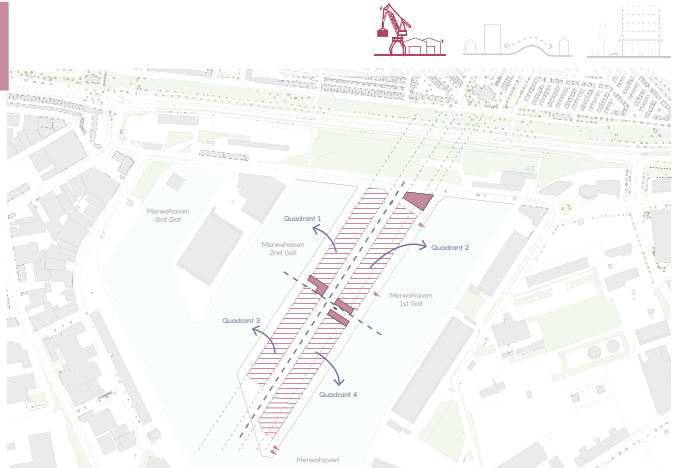 Merwehaven
3rd Gat
Quadrant 1
Merwehaven
2nd Gat
Quadrant 2
Merwehaven
1st Gat
Quadrant 3
Quadrant 4
Merwehaven